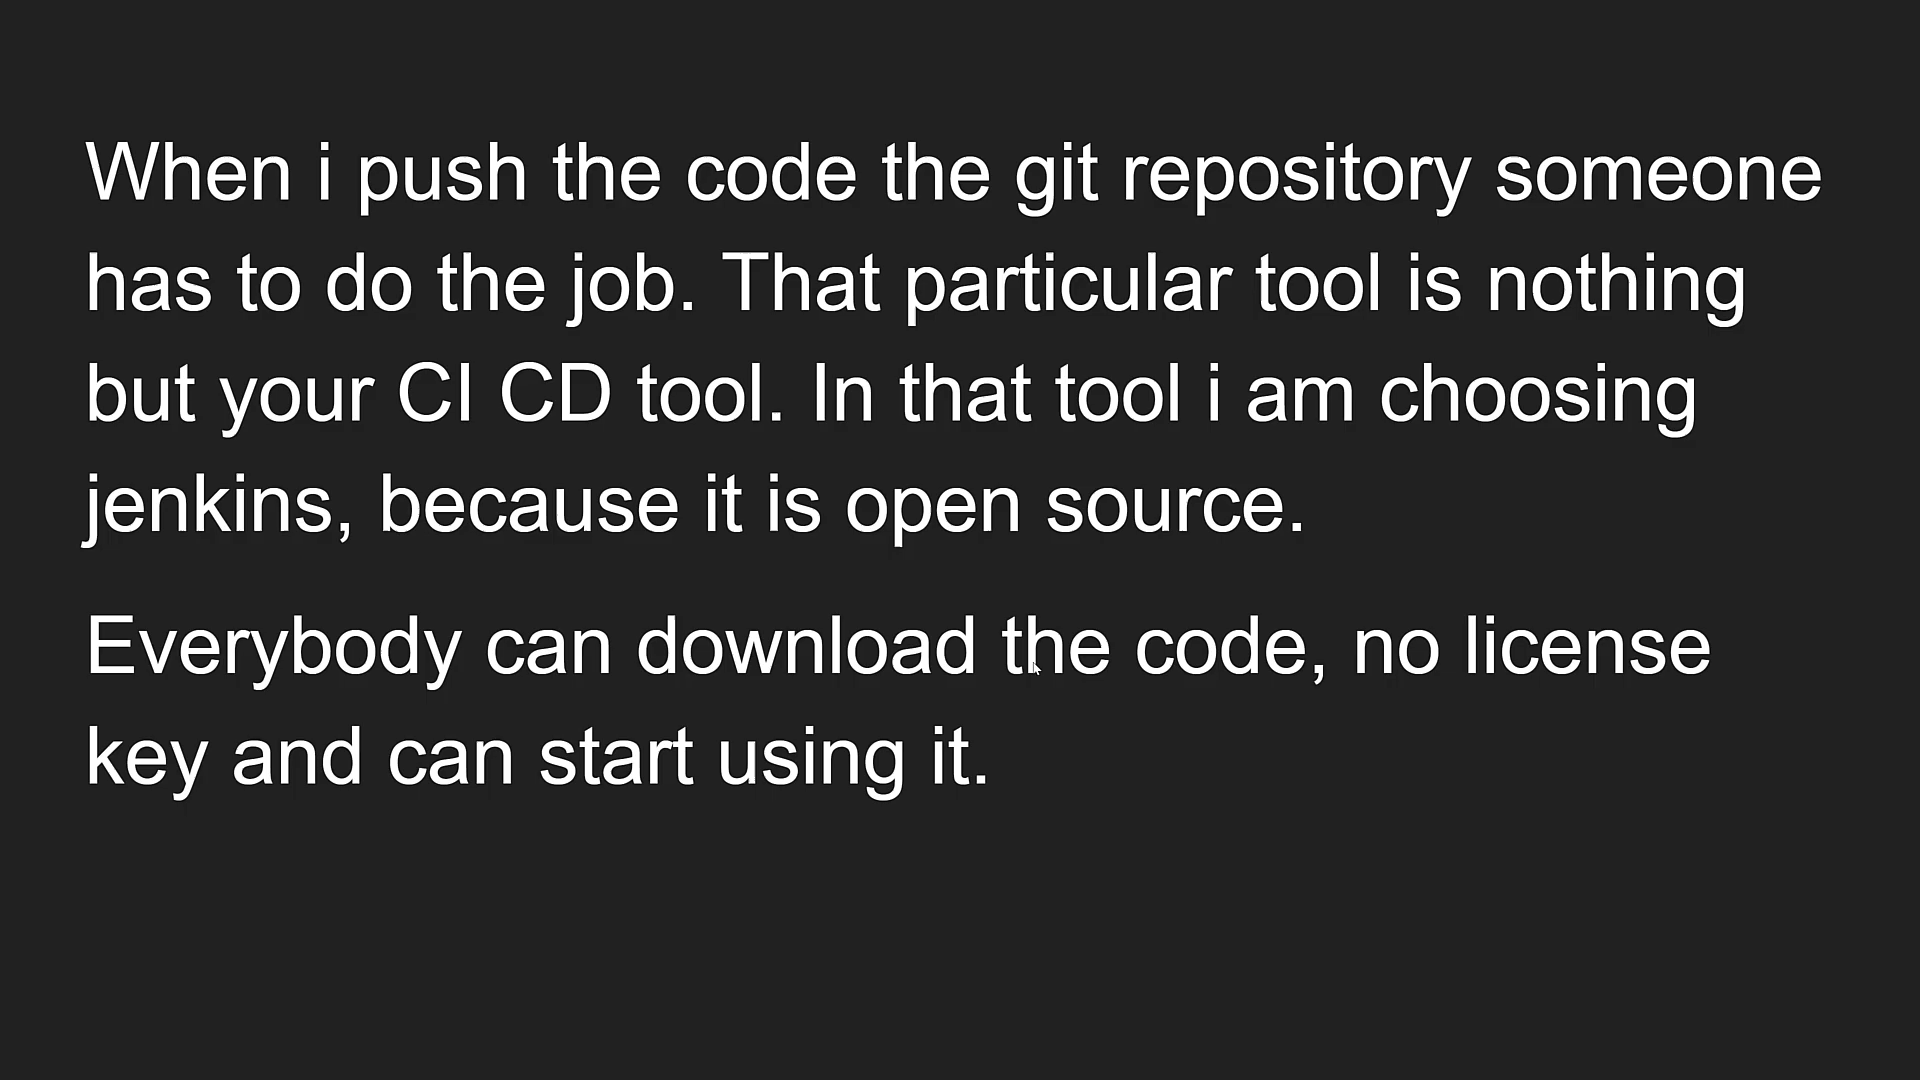 When i push the code the git repository someone
has to do the job. That particular tool is nothing
but your CI CD tool. In that tool i am choosing
jenkins, because it is open source.
Everybody can download the code, no license
key and can start using it.